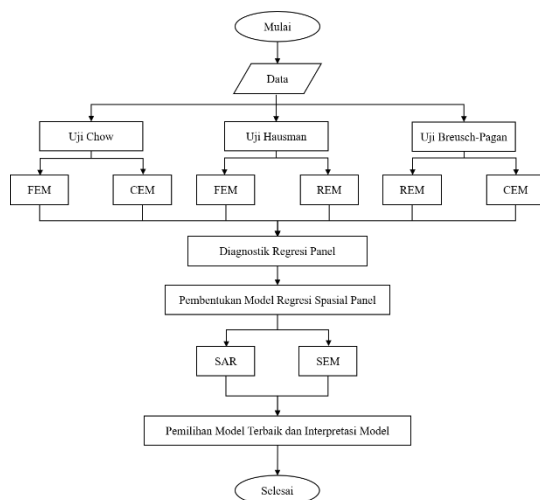 Mulai
Data
Uji Chow
Uji Hausman
Uji Breusch-Pagan
FEM
CEM
FEM
REM
REM
CEM
Diagnostik Regresi Panel
Pembentukan Model Regresi Spasial Panel
SAR
SEM
Pemilihan Model Terbaik dan Interpretasi Model
Selesai